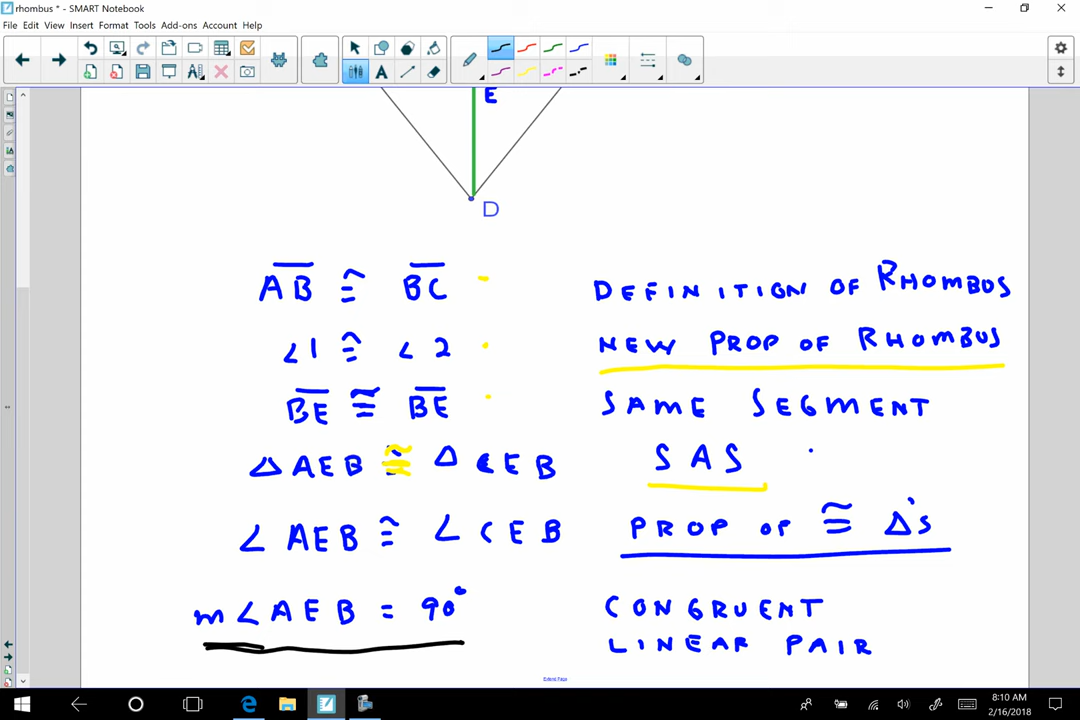 rhombus * - SMART Notebook
File Edit View Insert Format Tools Add-ons Account Help
E
D
AB ≅ BC DEFINITION OF RHOMBUS
∠1 ≅ ∠2 NEW PROP OF RHOMBUS
BE ≅ BE SAME SEGMENT
△AEB ≅ △CEB SAS
∠AEB ≅ ∠CEB PROP OF ≅ △'s
m∠AEB = 90° CONGRUENT
LINEAR PAIR
Extend Page
8:10 AM
2/16/2018